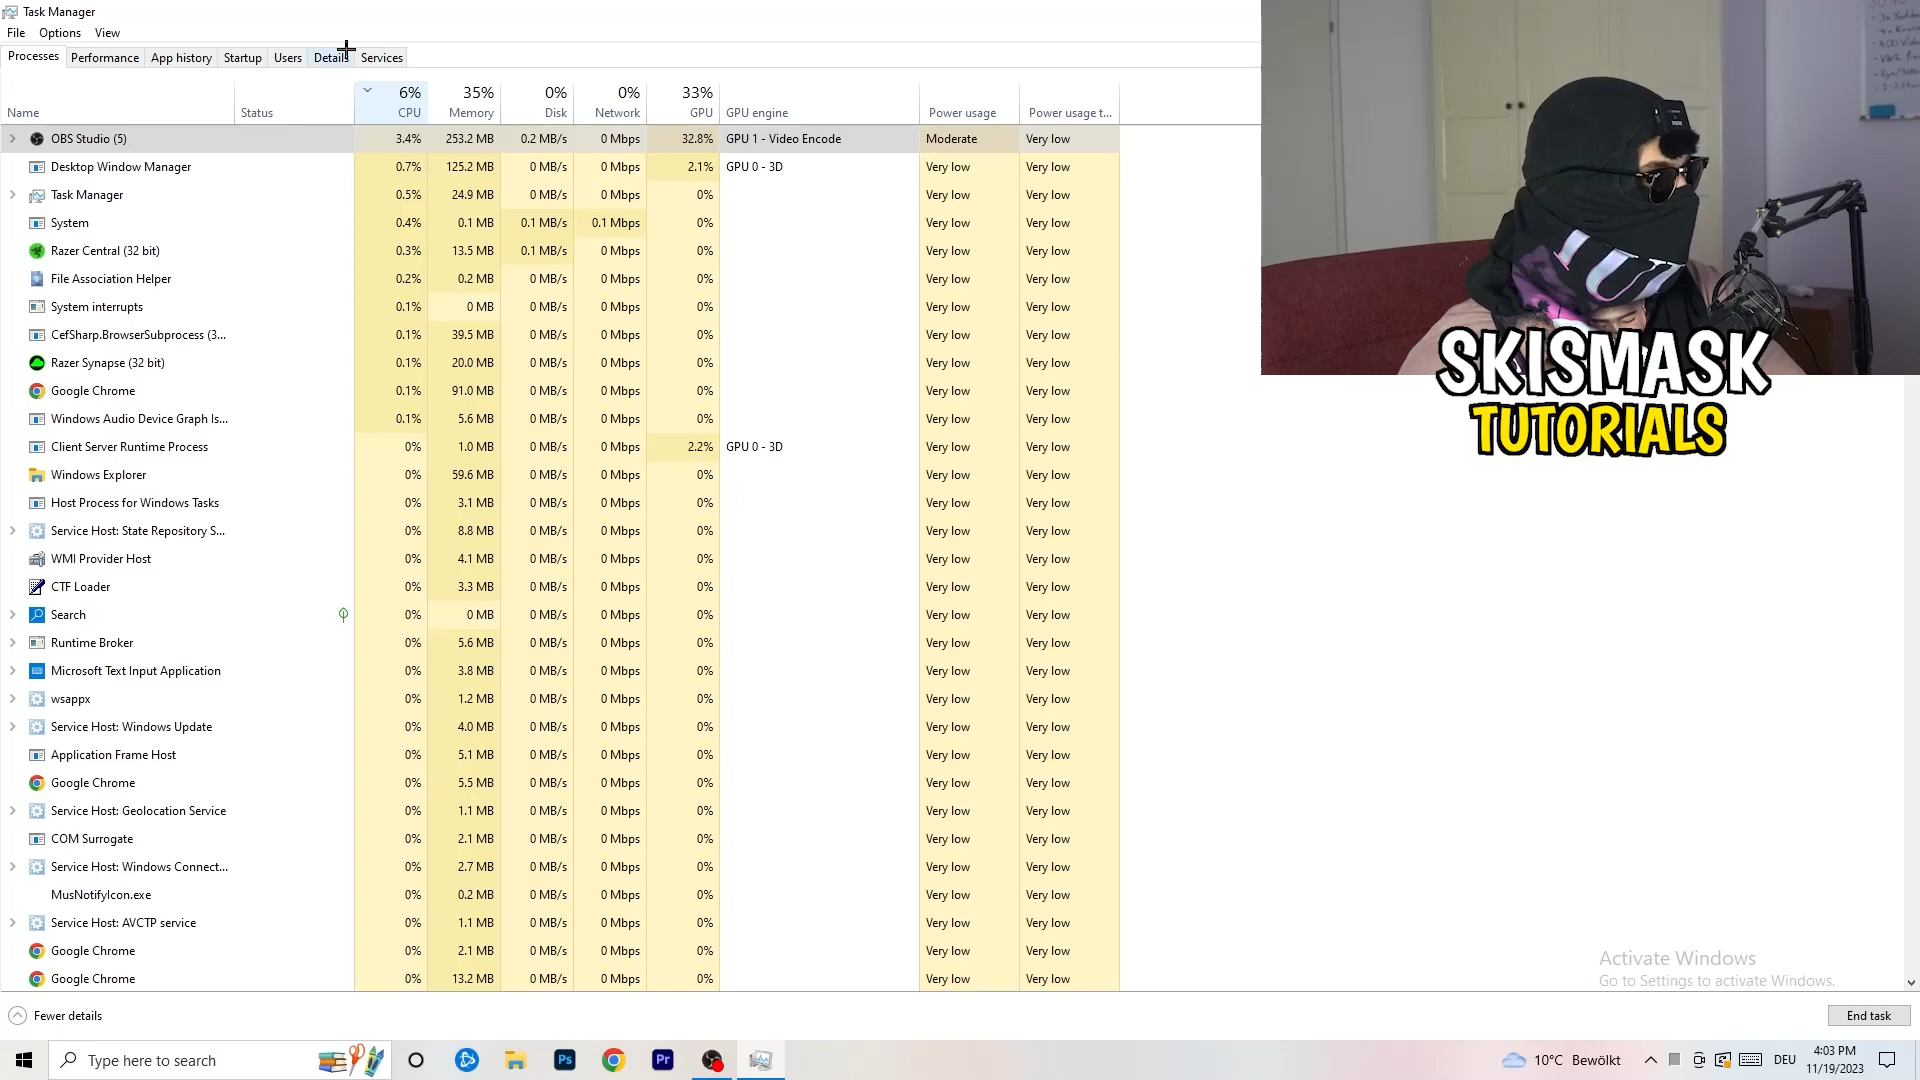 Task Manager
File Options View
Processes Performance App history Startup Users Details Services
6% 35% 0% 0% 33%
Name Status CPU Memory Disk Network GPU GPU engine Power usage Power usage t...
OBS Studio (5) 3.4% 253.2 MB 0.2 MB/s 0 Mbps 32.8% GPU 1 - Video Encode Moderate Very low
Desktop Window Manager 0.7% 125.2 MB 0 MB/s 0 Mbps 2.1% GPU 0 - 3D Very low Very low
Task Manager 0.5% 24.9 MB 0 MB/s 0 Mbps 0% Very low Very low
System 0.4% 0.1 MB 0.1 MB/s 0.1 Mbps 0% Very low Very low
Razer Central (32 bit) 0.3% 13.5 MB 0.1 MB/s 0 Mbps 0% Very low Very low
File Association Helper 0.2% 0.2 MB 0 MB/s 0 Mbps 0% Very low Very low
System interrupts 0.1% 0 MB 0 MB/s 0 Mbps 0% Very low Very low
CefSharp.BrowserSubprocess (3... 0.1% 39.5 MB 0 MB/s 0 Mbps 0% Very low Very low
Razer Synapse (32 bit) 0.1% 20.0 MB 0 MB/s 0 Mbps 0% Very low Very low
Google Chrome 0.1% 91.0 MB 0 MB/s 0 Mbps 0% Very low Very low
Windows Audio Device Graph Is... 0.1% 5.6 MB 0 MB/s 0 Mbps 0% Very low Very low
Client Server Runtime Process 0% 1.0 MB 0 MB/s 0 Mbps 2.2% GPU 0 - 3D Very low Very low
Windows Explorer 0% 59.6 MB 0 MB/s 0 Mbps 0% Very low Very low
Host Process for Windows Tasks 0% 3.1 MB 0 MB/s 0 Mbps 0% Very low Very low
Service Host: State Repository S... 0% 8.8 MB 0 MB/s 0 Mbps 0% Very low Very low
WMI Provider Host 0% 4.1 MB 0 MB/s 0 Mbps 0% Very low Very low
CTF Loader 0% 3.3 MB 0 MB/s 0 Mbps 0% Very low Very low
Search 0% 0 MB 0 MB/s 0 Mbps 0% Very low Very low
Runtime Broker 0% 5.6 MB 0 MB/s 0 Mbps 0% Very low Very low
Microsoft Text Input Application 0% 3.8 MB 0 MB/s 0 Mbps 0% Very low Very low
wsappx 0% 1.2 MB 0 MB/s 0 Mbps 0% Very low Very low
Service Host: Windows Update 0% 4.0 MB 0 MB/s 0 Mbps 0% Very low Very low
Application Frame Host 0% 5.1 MB 0 MB/s 0 Mbps 0% Very low Very low
Google Chrome 0% 5.5 MB 0 MB/s 0 Mbps 0% Very low Very low
Service Host: Geolocation Service 0% 1.1 MB 0 MB/s 0 Mbps 0% Very low Very low
COM Surrogate 0% 2.1 MB 0 MB/s 0 Mbps 0% Very low Very low
Service Host: Windows Connect... 0% 2.7 MB 0 MB/s 0 Mbps 0% Very low Very low
MusNotifyIcon.exe 0% 0.2 MB 0 MB/s 0 Mbps 0% Very low Very low
Service Host: AVCTP service 0% 1.1 MB 0 MB/s 0 Mbps 0% Very low Very low
Google Chrome 0% 2.1 MB 0 MB/s 0 Mbps 0% Very low Very low
Google Chrome 0% 13.2 MB 0 MB/s 0 Mbps 0% Very low Very low
SKISMASK
TUTORIALS
Activate Windows
Go to Settings to activate Windows.
Fewer details End task
Type here to search Ps Pr 10°C Bewölkt DEU 4:03 PM
11/19/2023